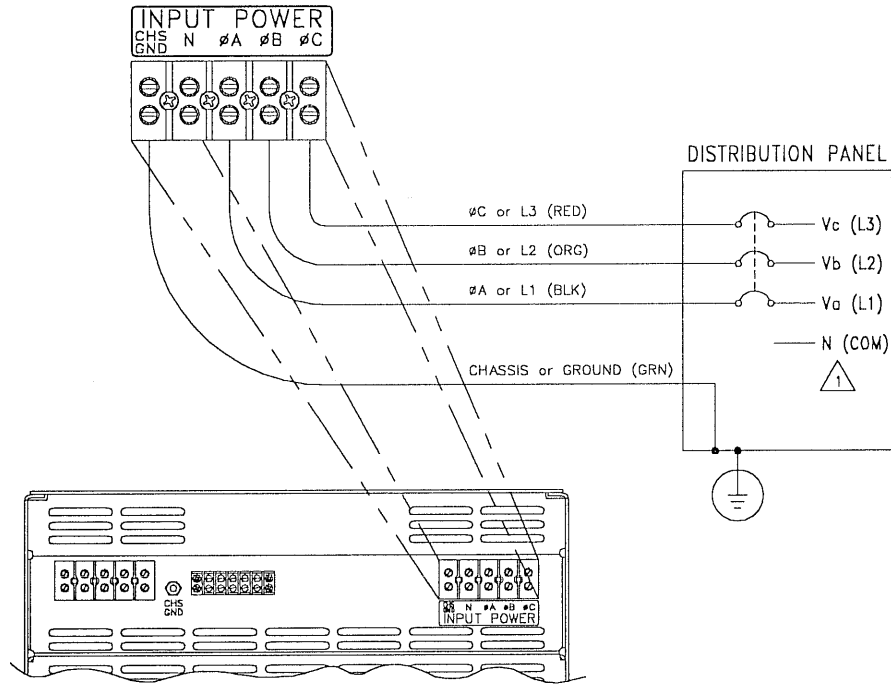 INPUT POWER
CHS GND N øA øB øC
DISTRIBUTION PANEL
øC or L3 (RED)
Vc (L3)
øB or L2 (ORG)
Vb (L2)
øA or L1 (BLK)
Va (L1)
N (COM)
CHASSIS or GROUND (GRN)
1
CHS
GND
N øA øB øC
INPUT POWER